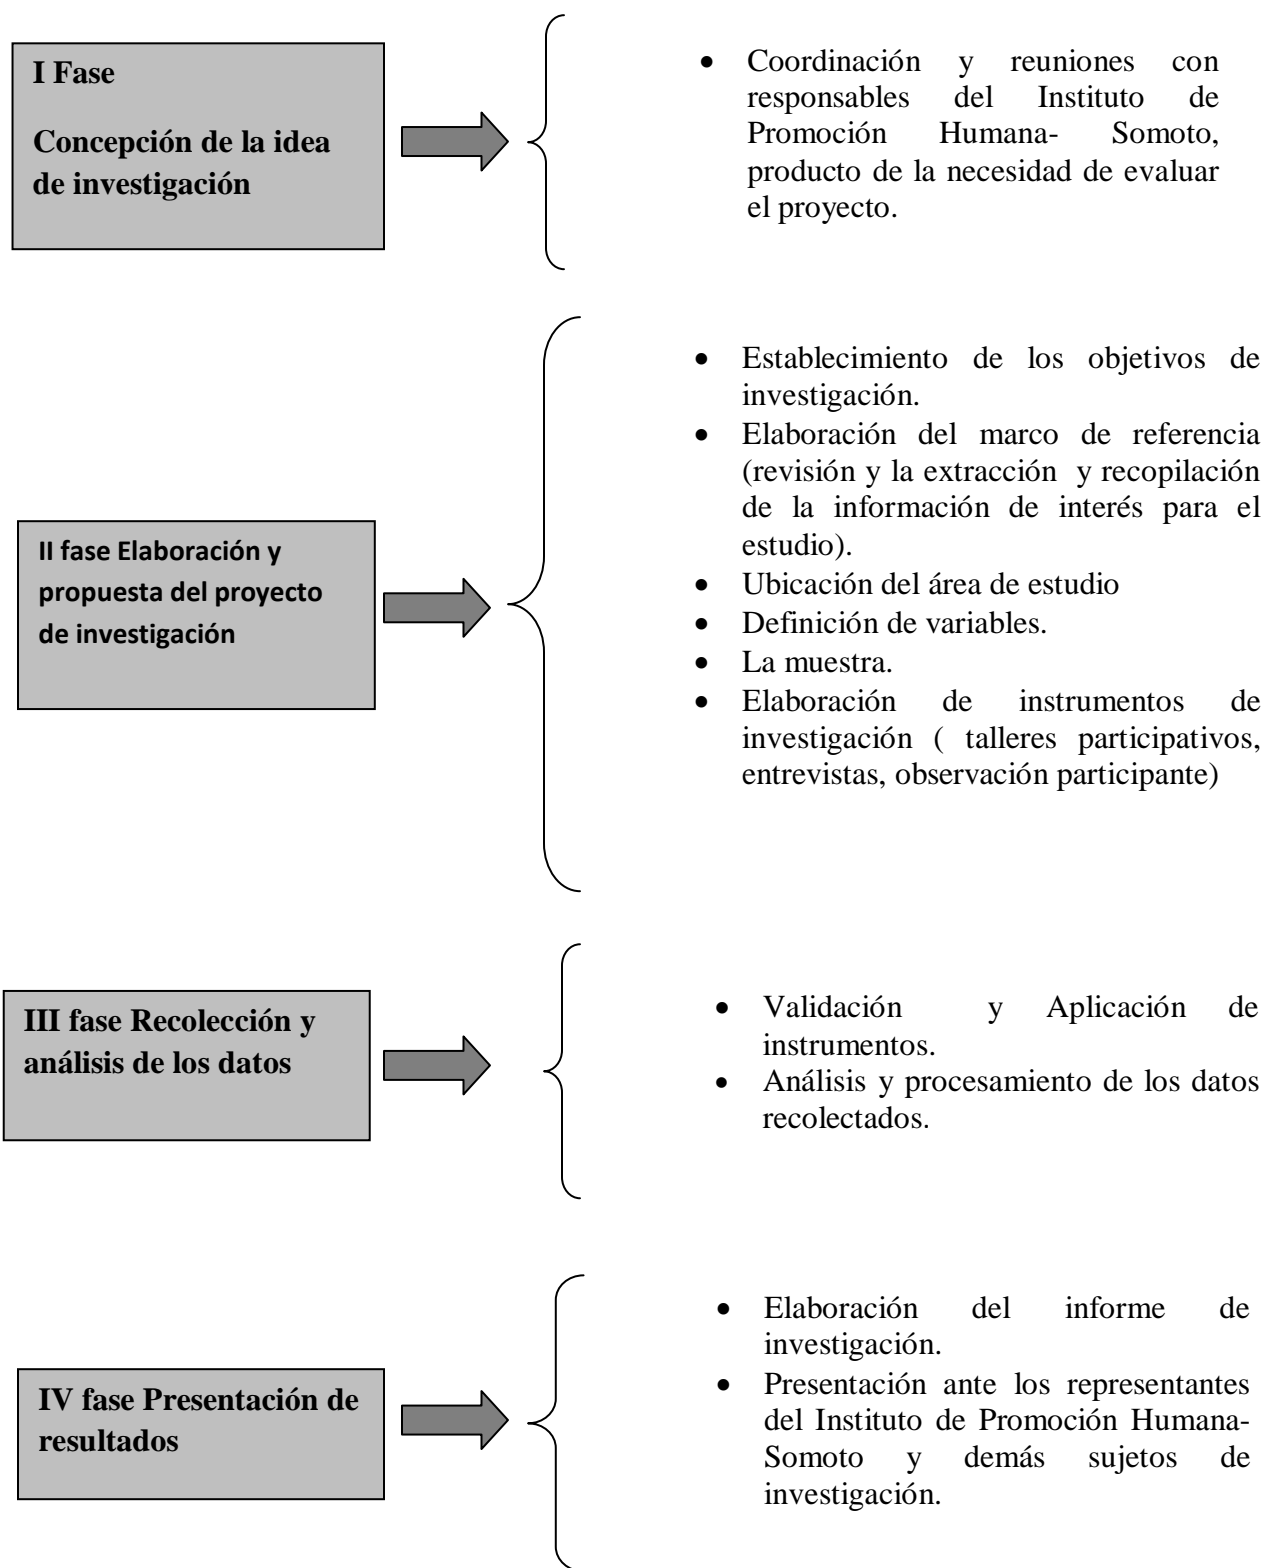 I Fase
Concepción de la idea
de investigación
• Coordinación y reuniones con
responsables del Instituto de
Promoción Humana- Somoto,
producto de la necesidad de evaluar
el proyecto.
II fase Elaboración y
propuesta del proyecto
de investigación
• Establecimiento de los objetivos de
investigación.
• Elaboración del marco de referencia
(revisión y la extracción y recopilación
de la información de interés para el
estudio).
• Ubicación del área de estudio
• Definición de variables.
• La muestra.
• Elaboración de instrumentos de
investigación ( talleres participativos,
entrevistas, observación participante)
III fase Recolección y
análisis de los datos
• Validación y Aplicación de
instrumentos.
• Análisis y procesamiento de los datos
recolectados.
IV fase Presentación de
resultados
• Elaboración del informe de
investigación.
• Presentación ante los representantes
del Instituto de Promoción Humana-
Somoto y demás sujetos de
investigación.